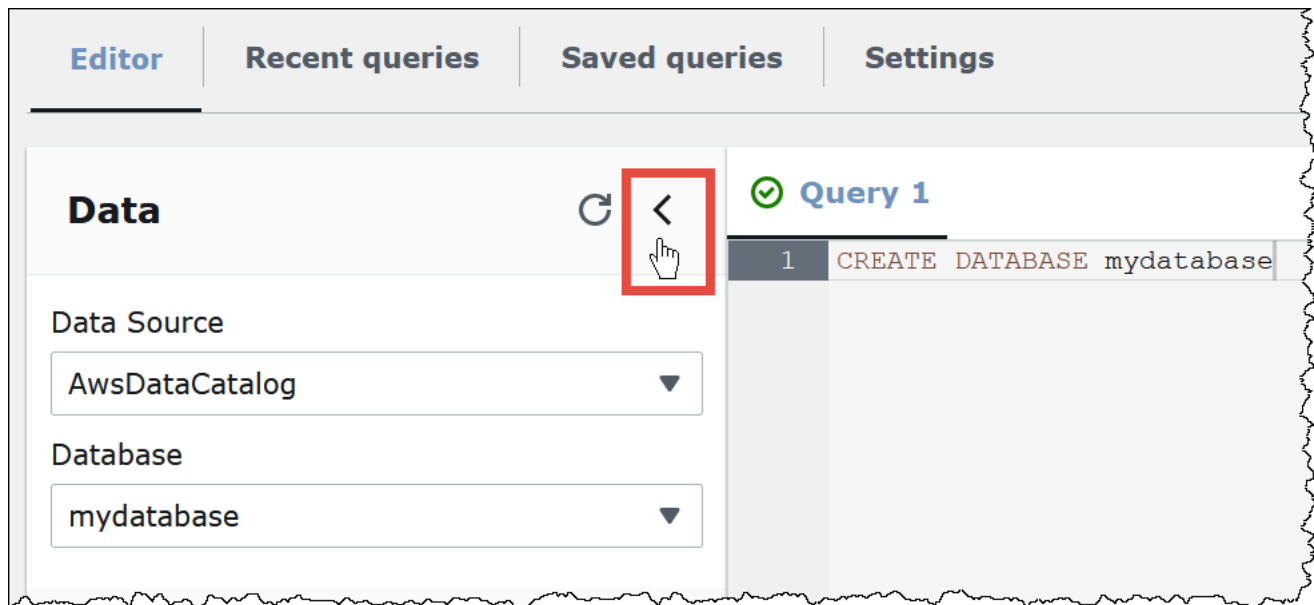 Editor
Recent queries
Saved queries
Settings
Data
Query 1
1 CREATE DATABASE mydatabase
Data Source
AwsDataCatalog
Database
mydatabase